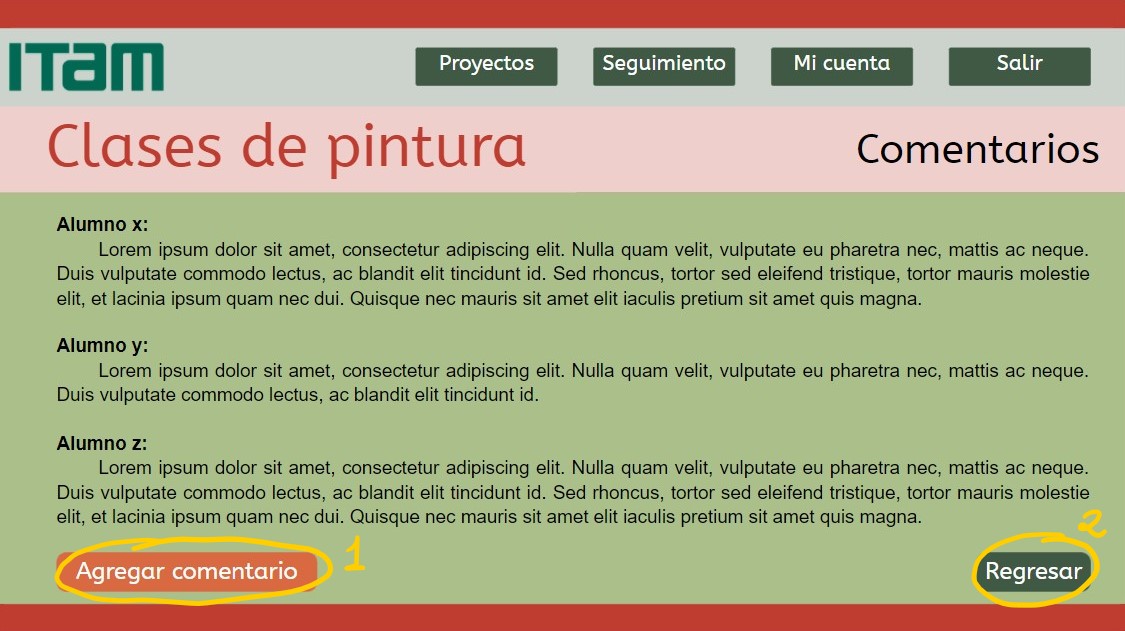 ITam
Proyectos Seguimiento Mi cuenta Salir
Clases de pintura Comentarios
Alumno x:
Lorem ipsum dolor sit amet, consectetur adipiscing elit. Nulla quam velit, vulputate eu pharetra nec, mattis ac neque.
Duis vulputate commodo lectus, ac blandit elit tincidunt id. Sed rhoncus, tortor sed eleifend tristique, tortor mauris molestie
elit, et lacinia ipsum quam nec dui. Quisque nec mauris sit amet elit iaculis pretium sit amet quis magna.
Alumno y:
Lorem ipsum dolor sit amet, consectetur adipiscing elit. Nulla quam velit, vulputate eu pharetra nec, mattis ac neque.
Duis vulputate commodo lectus, ac blandit elit tincidunt id.
Alumno z:
Lorem ipsum dolor sit amet, consectetur adipiscing elit. Nulla quam velit, vulputate eu pharetra nec, mattis ac neque.
Duis vulputate commodo lectus, ac blandit elit tincidunt id. Sed rhoncus, tortor sed eleifend tristique, tortor mauris molestie
elit, et lacinia ipsum quam nec dui. Quisque nec mauris sit amet elit iaculis pretium sit amet quis magna.
Agregar comentario 1 Regresar 2